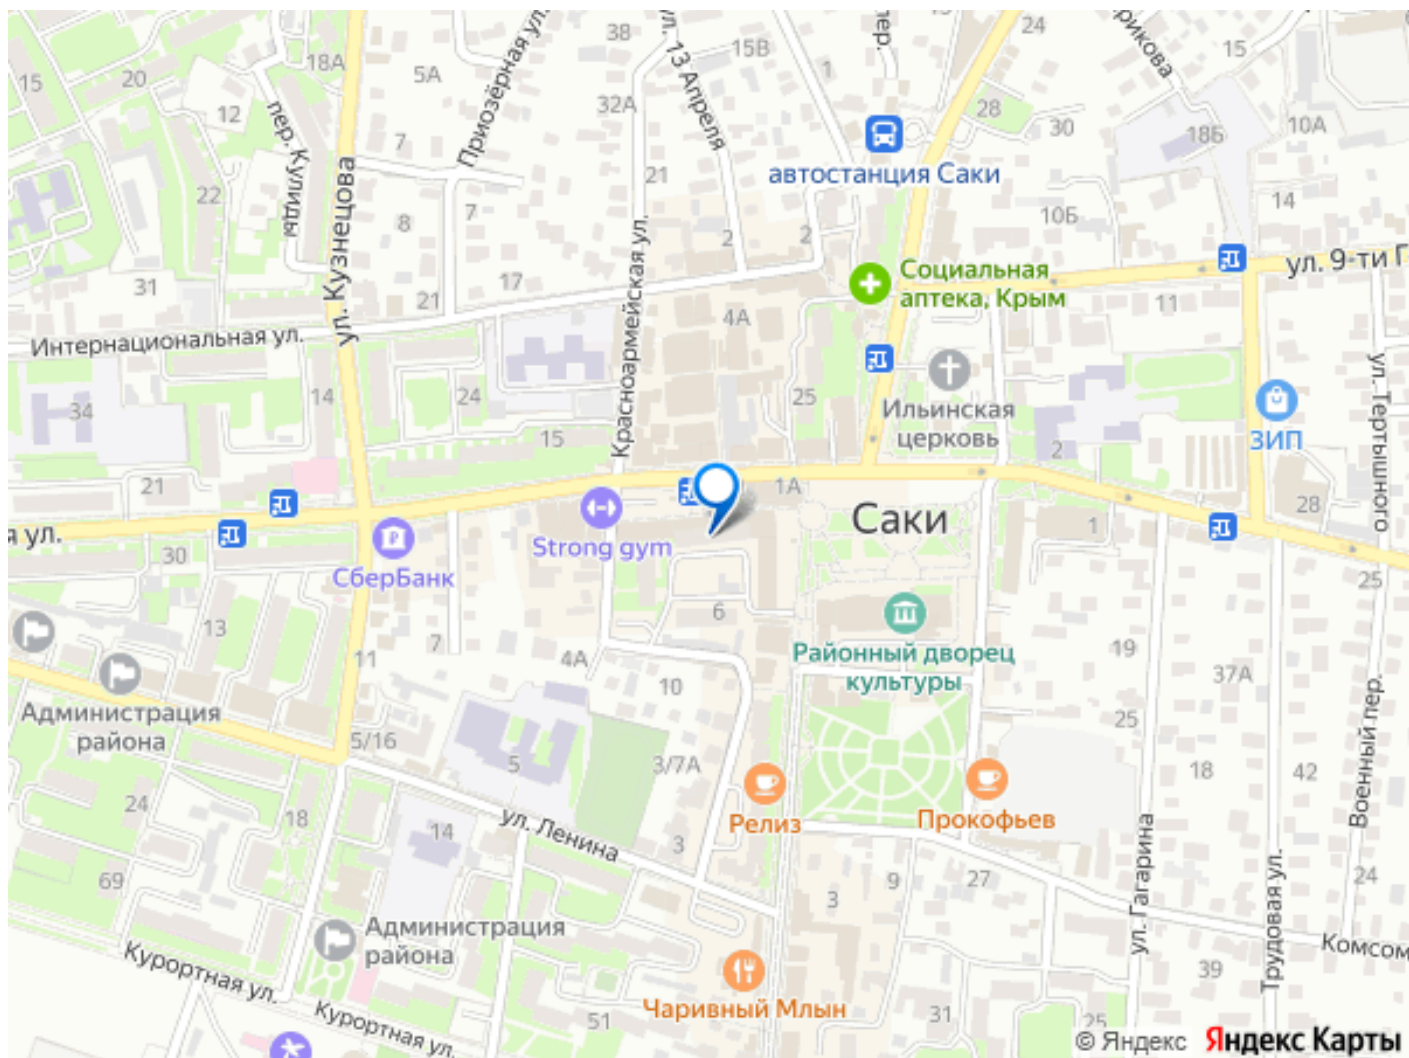 38
ул. 13 Апреля
15В
пер.
24
15
15
20
18А
5А
Приозёрная ул.
1
28
30
18Б
10А
12
32А
пер. Кулиды
7
автостанция Саки
22
21
ул. Кузнецова
8
7
2
2
10Б
14
31
17
21
Красноармейская ул.
Социальная
аптека, Крым
11
ул. 9-ти Г
4А
Интернациональная ул.
34
14
24
25
Ильинская
церковь
2
ЗИП
ул. Тертышного
15
21
1А
28
я ул.
30
СберБанк
Strong gym
Саки
1
25
13
7
6
11
4А
10
Районный дворец
культуры
19
37А
Администрация
района
5/16
5
3/7А
25
18
42
Военный пер.
24
18
14
ул. Ленина
3
Релиз
Прокофьев
69
9
27
3
ул. Гагарина
Трудовая ул.
24
Администрация
района
Курортная ул.
Комсом
39
Чаривный Млын
Курортная ул.
51
31
25
© Яндекс
Яндекс Карты